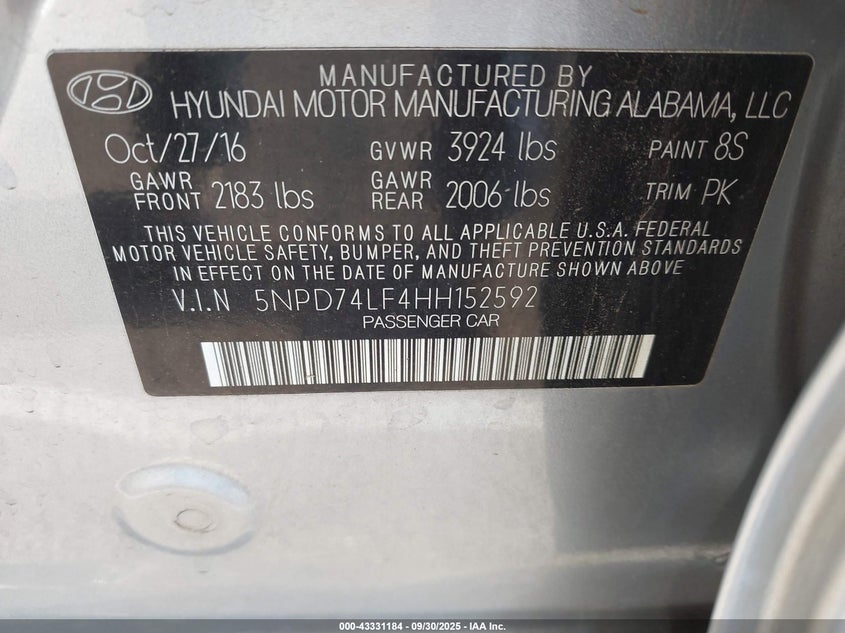 MANUFACTURED BY
HYUNDAI MOTOR MANUFACTURING ALABAMA, LLC
Oct/27/16 GVWR 3924 lbs PAINT 8S
GAWR FRONT 2183 lbs GAWR REAR 2006 lbs TRIM PK
THIS VEHICLE CONFORMS TO ALL APPLICABLE U.S.A. FEDERAL
MOTOR VEHICLE SAFETY, BUMPER, AND THEFT PREVENTION STANDARDS
IN EFFECT ON THE DATE OF MANUFACTURE SHOWN ABOVE
V.I.N 5NPD74LF4HH152592
PASSENGER CAR
000-43331184 - 09/30/2025 - IAA Inc.